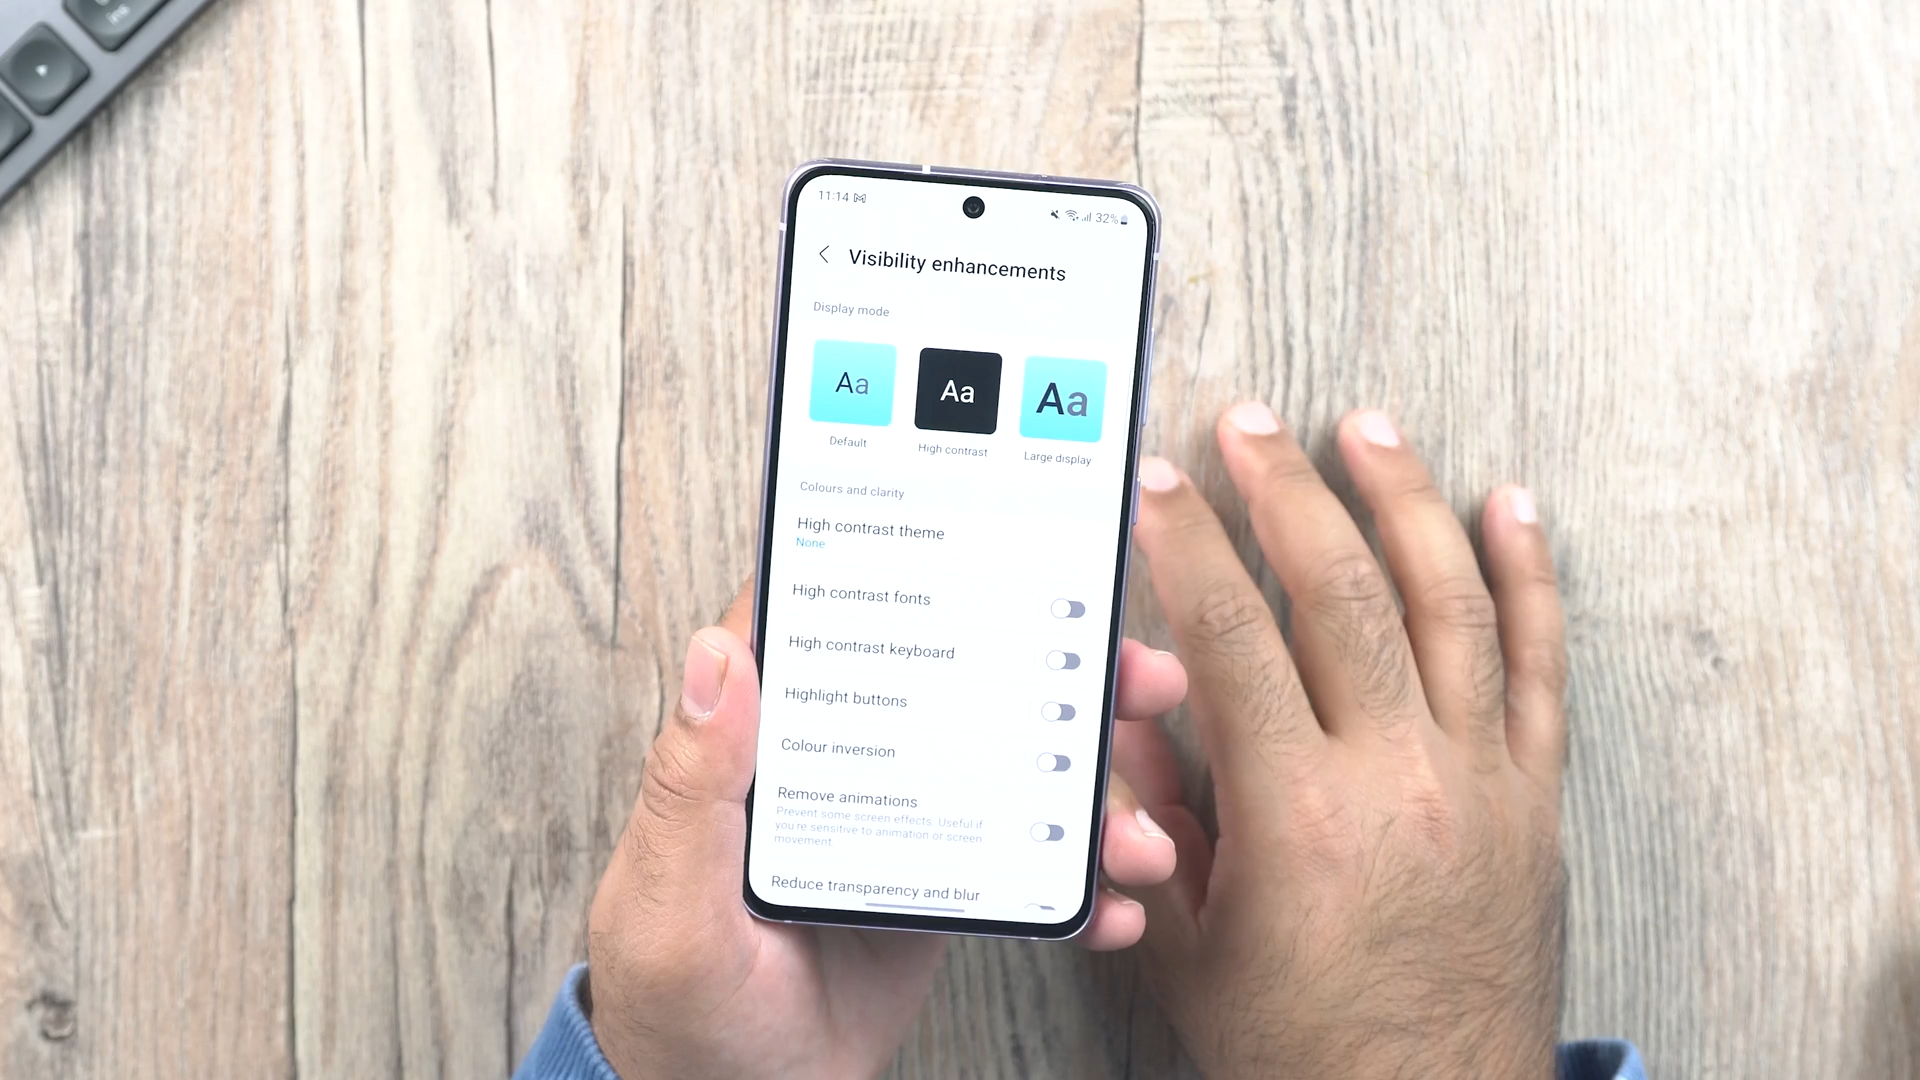 ins
11:14
32%
Visibility enhancements
Display mode
Aa
Aa
Aa
Default
High contrast
Large display
Colours and clarity
High contrast theme
None
High contrast fonts
High contrast keyboard
Highlight buttons
Colour inversion
Remove animations
Prevent some screen effects. Useful if
you're sensitive to animation or screen
movement.
Reduce transparency and blur